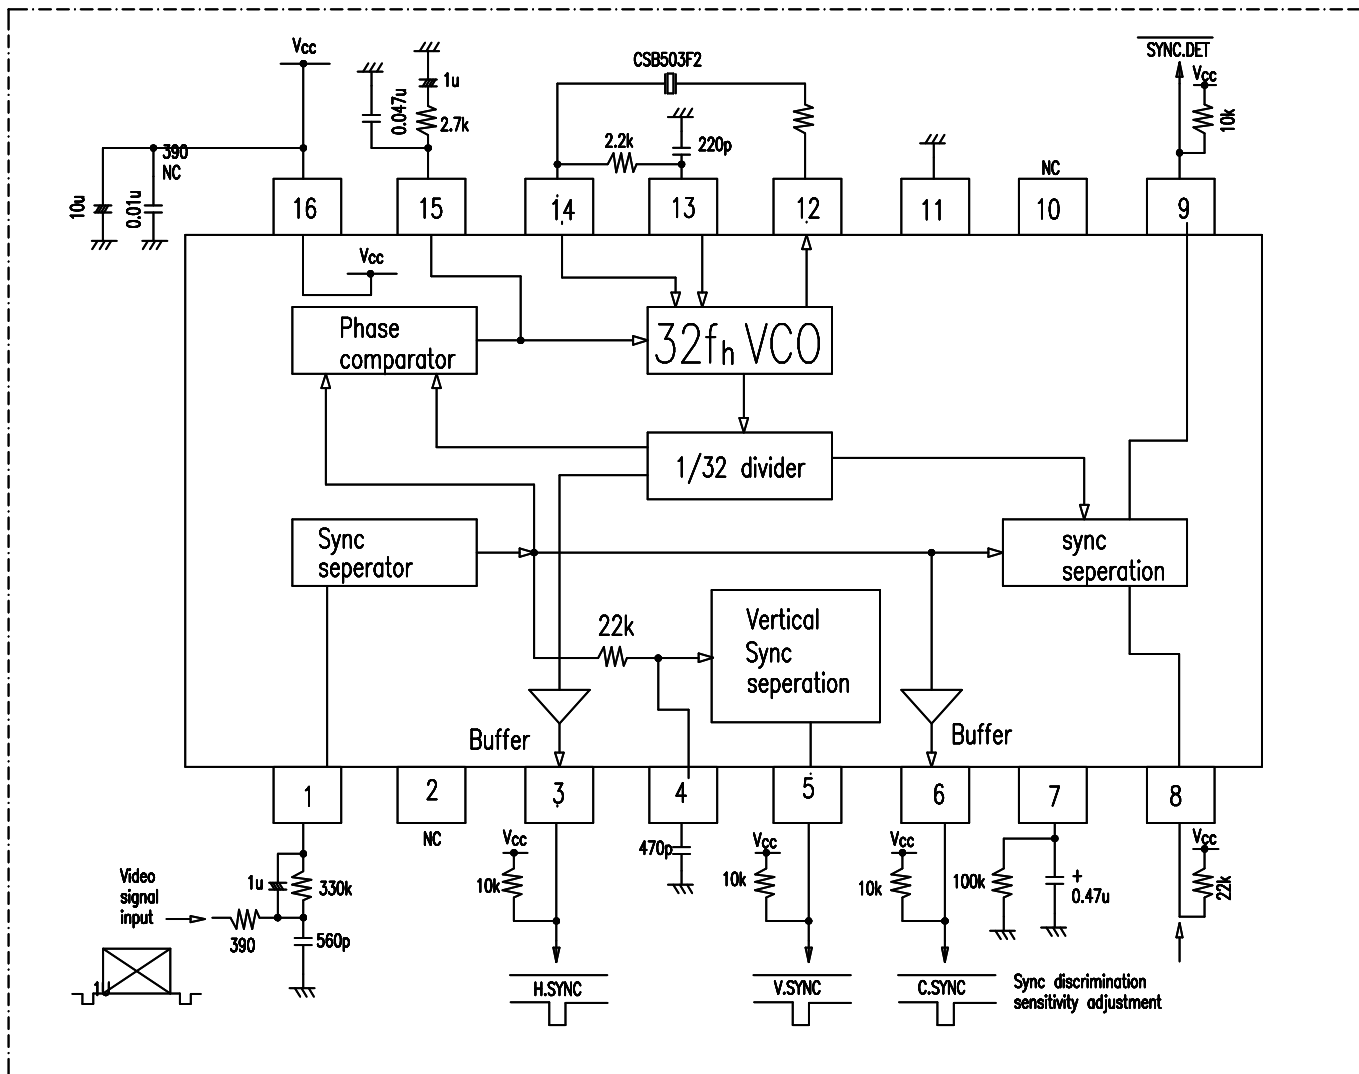 Vcc
1u
0.047u
2.7k
CSB503F2
2.2k
220p
SYNC.DET
Vcc
10k
390
NC
10u
0.01u
NC
16
15
14
13
12
11
10
9
Vcc
Phase
comparator
32fh VCO
1/32 divider
Sync
seperator
sync
seperation
22k
Vertical
Sync
seperation
Buffer
Buffer
1
2
3
4
5
6
7
8
NC
Vcc
10k
470p
Vcc
10k
Vcc
10k
100k
+
0.47u
Vcc
22k
Video
signal
input
1u
330k
390
560p
H.SYNC
V.SYNC
C.SYNC
Sync discrimination
sensitivity adjustment